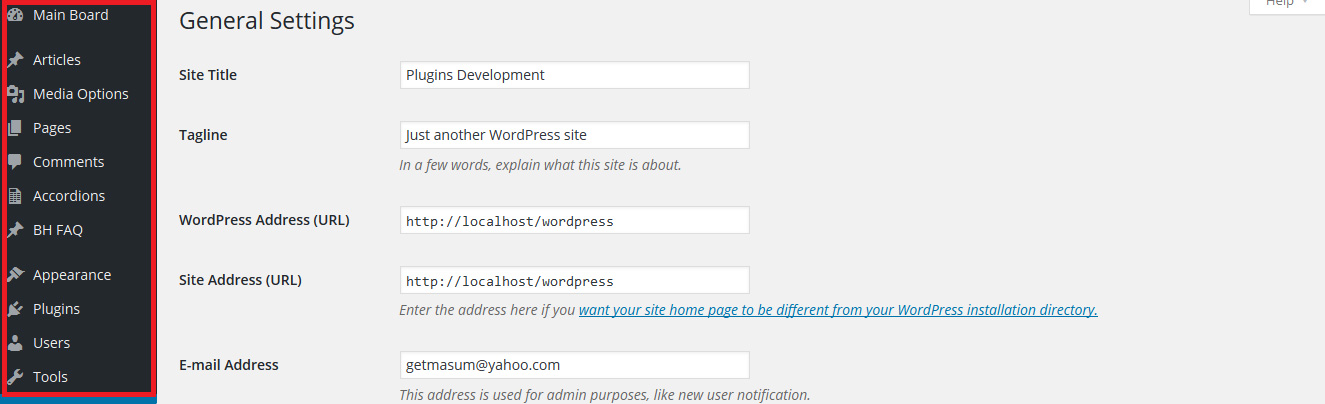 Main Board
Articles
Media Options
Pages
Comments
Accordions
BH FAQ
Appearance
Plugins
Users
Tools
Help
General Settings
Site Title
Plugins Development
Tagline
Just another WordPress site
In a few words, explain what this site is about.
WordPress Address (URL)
http://localhost/wordpress
Site Address (URL)
http://localhost/wordpress
Enter the address here if you want your site home page to be different from your WordPress installation directory.
E-mail Address
getmasum@yahoo.com
This address is used for admin purposes, like new user notification.